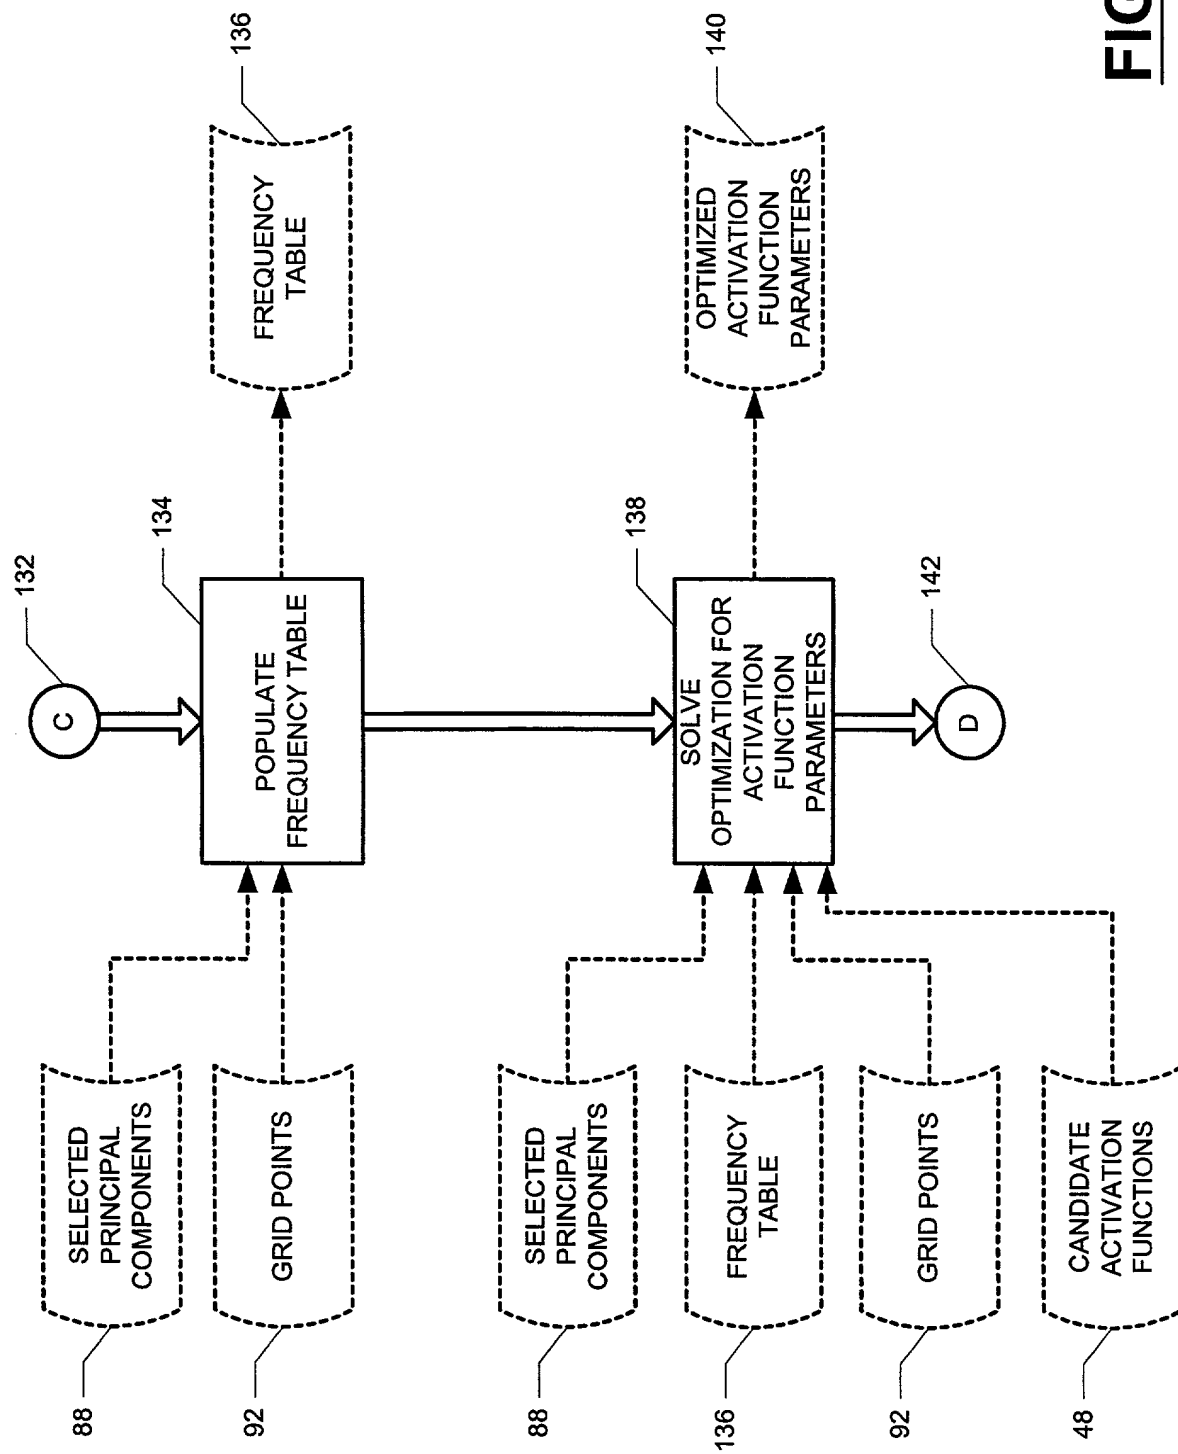 C
132
POPULATE
FREQUENCY TABLE
134
SELECTED
PRINCIPAL
COMPONENTS
88
GRID POINTS
92
FREQUENCY
TABLE
136
SOLVE
OPTIMIZATION FOR
ACTIVATION
FUNCTION
PARAMETERS
138
SELECTED
PRINCIPAL
COMPONENTS
88
FREQUENCY
TABLE
136
GRID POINTS
92
CANDIDATE
ACTIVATION
FUNCTIONS
48
OPTIMIZED
ACTIVATION
FUNCTION
PARAMETERS
140
D
142
FIG